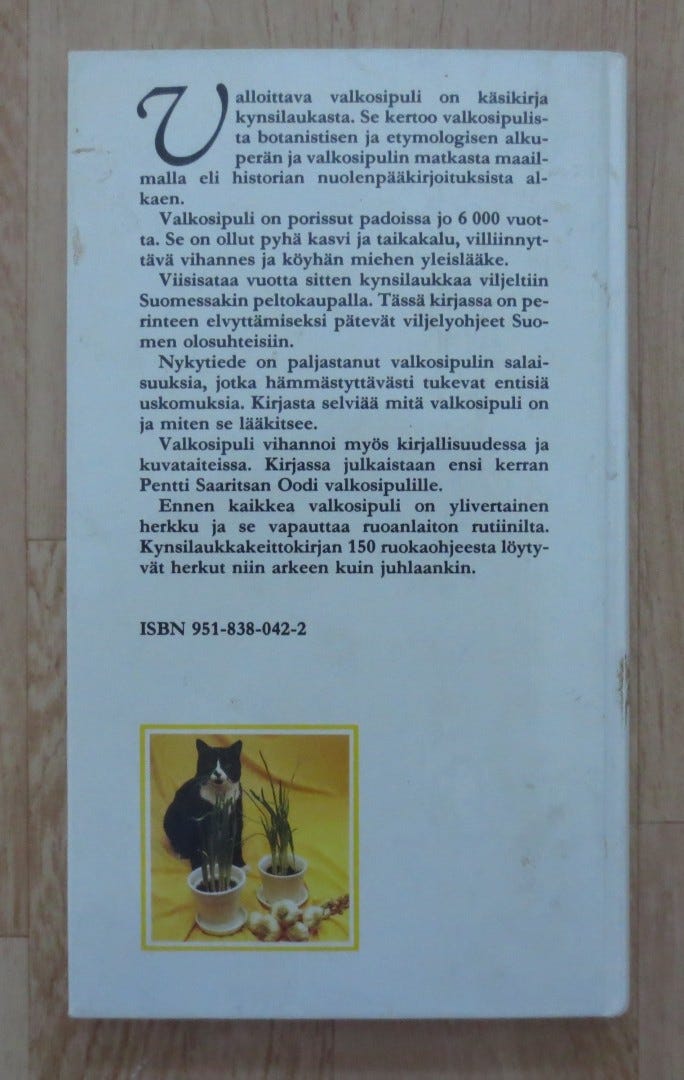 Valloittava valkosipuli on käsikirja
kynsilaukasta. Se kertoo valkosipulis-
ta botanistisen ja etymologisen alku-
perän ja valkosipulin matkasta maail-
malla eli historian nuolenpääkirjoituksista al-
kaen.
Valkosipuli on porissut padoissa jo 6 000 vuot-
ta. Se on ollut pyhä kasvi ja taikakalu, villiinnyt-
tävä vihannes ja köyhän miehen yleislääke.
Viisisataa vuotta sitten kynsilaukkaa viljeltiin
Suomessakin peltokaupalla. Tässä kirjassa on pe-
rinteen elvyttämiseksi pätevät viljelyohjeet Suo-
men olosuhteisiin.
Nykytiede on paljastanut valkosipulin salai-
suuksia, jotka hämmästyttävästi tukevat entisiä
uskomuksia. Kirjasta selviää mitä valkosipuli on
ja miten se lääkitsee.
Valkosipuli vihannoi myös kirjallisuudessa ja
kuvataiteissa. Kirjassa julkaistaan ensi kerran
Pentti Saaritsan Oodi valkosipulille.
Ennen kaikkea valkosipuli on ylivertainen
herkku ja se vapauttaa ruoanlaiton rutiinilta.
Kynsilaukkakeittokirjan 150 ruokaohjeesta löyty-
vät herkut niin arkeen kuin juhlaankin.
ISBN 951-838-042-2